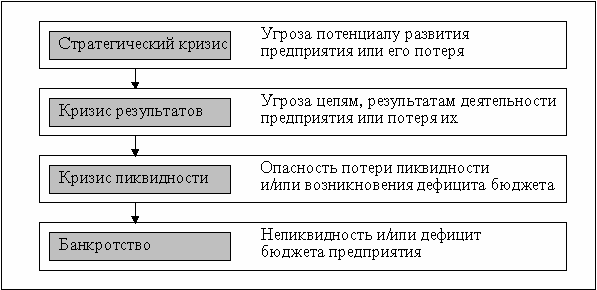 Стратегический кризис
Угроза потенциалу развития
предприятия или его потеря
Кризис результатов
Угроза целям, результатам деятельности
предприятия или потеря их
Кризис ликвидности
Опасность потери ликвидности
и/или возникновения дефицита бюджета
Банкротство
Неликвидность и/или дефицит
бюджета предприятия